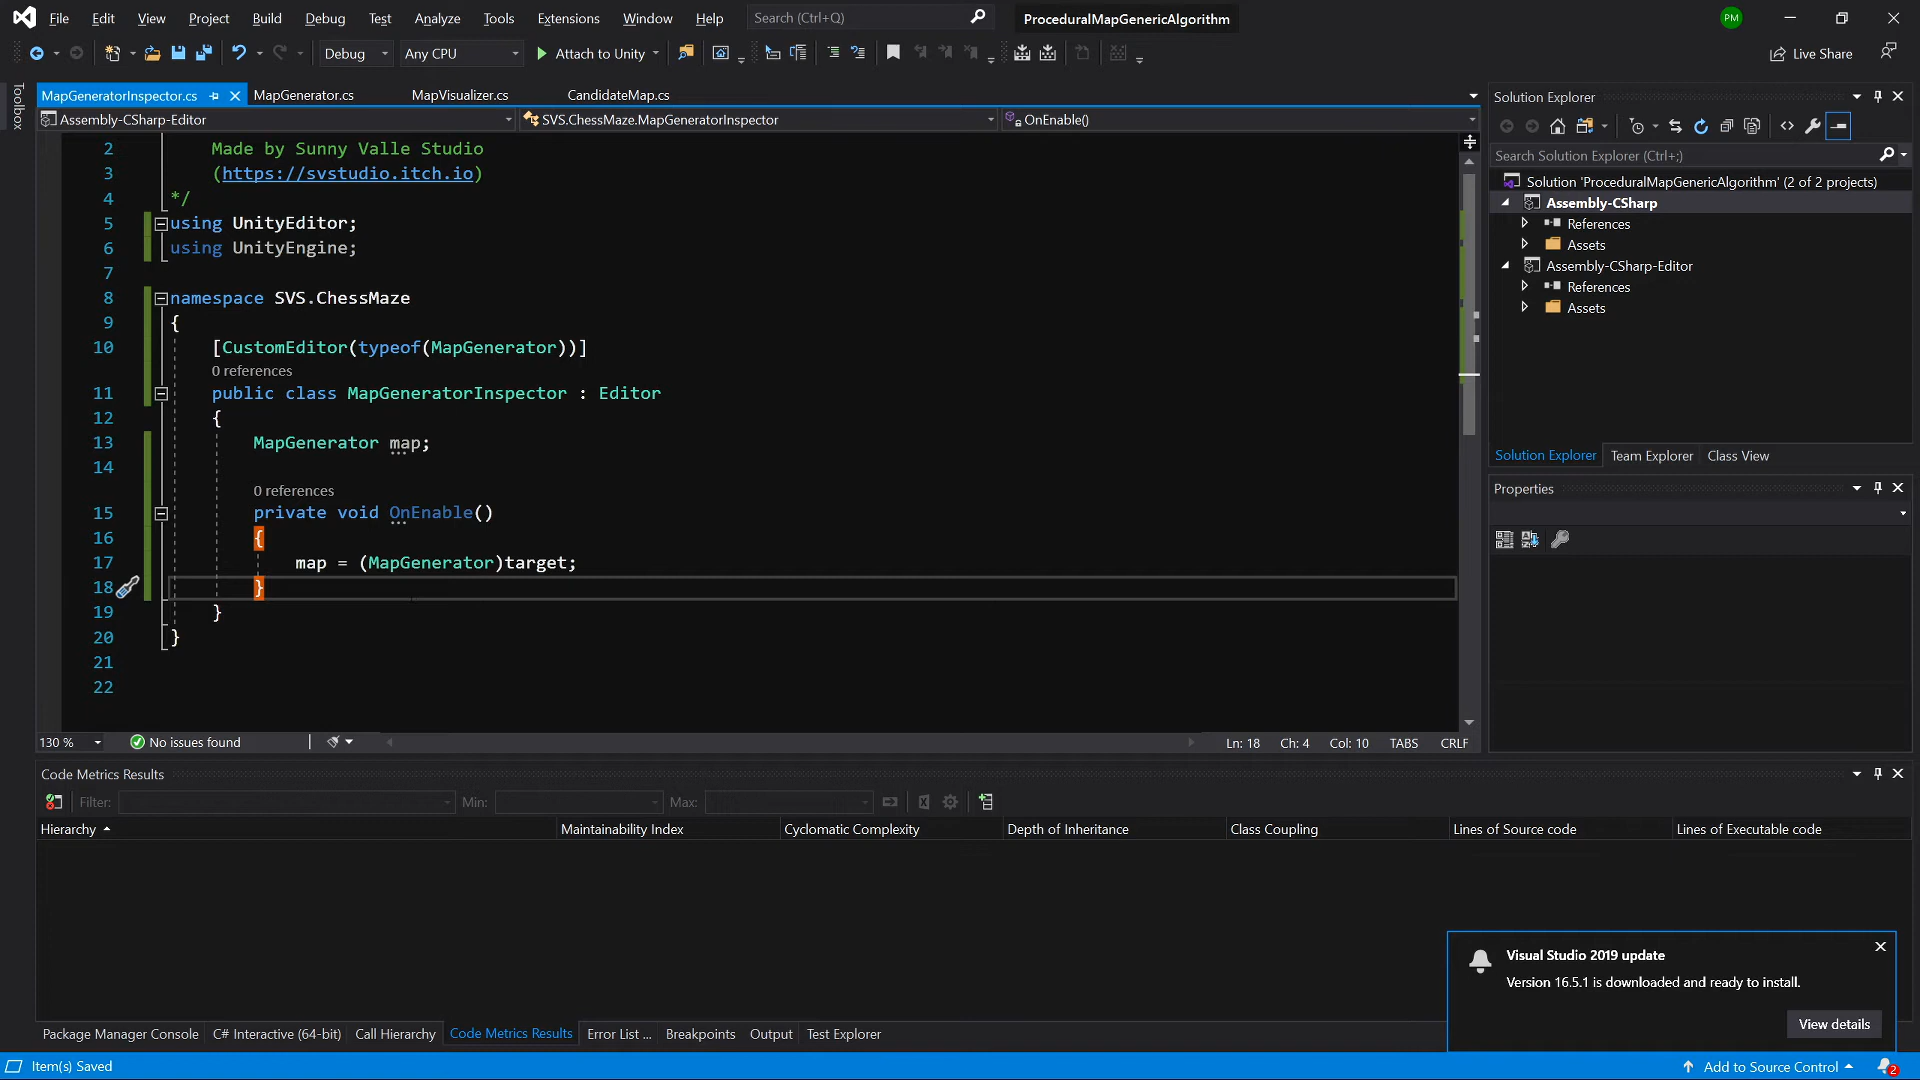 File Edit View Project Build Debug Test Analyze Tools Extensions Window Help Search (Ctrl+Q) ProceduralMapGenericAlgorithm PM
Debug Any CPU Attach to Unity Live Share
Toolbox
MapGeneratorInspector.cs MapGenerator.cs MapVisualizer.cs CandidateMap.cs
Assembly-CSharp-Editor SVS.ChessMaze.MapGeneratorInspector OnEnable()
2 Made by Sunny Valle Studio
3 (https://svstudio.itch.io)
4 */
5 using UnityEditor;
6 using UnityEngine;
7
8 namespace SVS.ChessMaze
9 {
10 [CustomEditor(typeof(MapGenerator))]
0 references
11 public class MapGeneratorInspector : Editor
12 {
13 MapGenerator map;
14
0 references
15 private void OnEnable()
16 {
17 map = (MapGenerator)target;
18 }
19 }
20 }
21
22
130 % No issues found Ln: 18 Ch: 4 Col: 10 TABS CRLF
Solution Explorer
Search Solution Explorer (Ctrl+;)
Solution 'ProceduralMapGenericAlgorithm' (2 of 2 projects)
Assembly-CSharp
References
Assets
Assembly-CSharp-Editor
References
Assets
Solution Explorer Team Explorer Class View
Properties
Code Metrics Results
Filter: Min: Max:
Hierarchy Maintainability Index Cyclomatic Complexity Depth of Inheritance Class Coupling Lines of Source code Lines of Executable code
Visual Studio 2019 update
Version 16.5.1 is downloaded and ready to install.
View details
Package Manager Console C# Interactive (64-bit) Call Hierarchy Code Metrics Results Error List ... Breakpoints Output Test Explorer
Item(s) Saved Add to Source Control 2